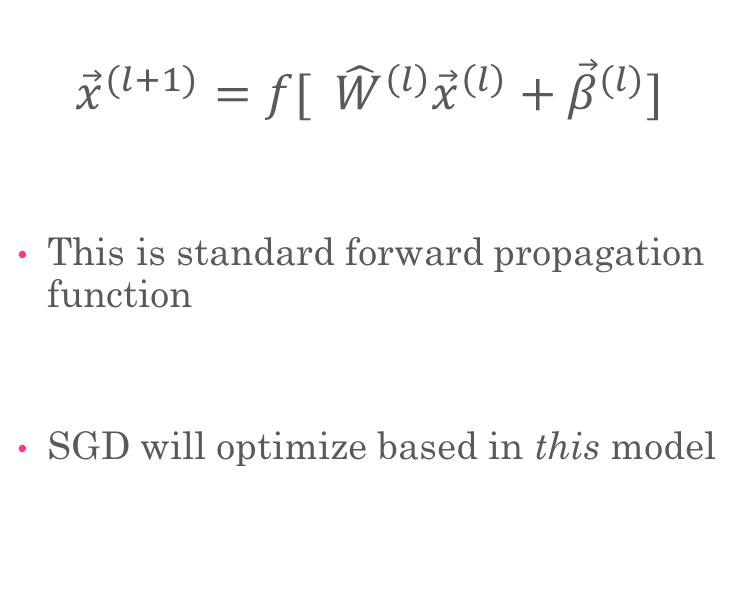 x⃗^(l+1) = f[ Ŵ^(l)x⃗^(l) + β⃗^(l)]
• This is standard forward propagation
function
• SGD will optimize based in this model